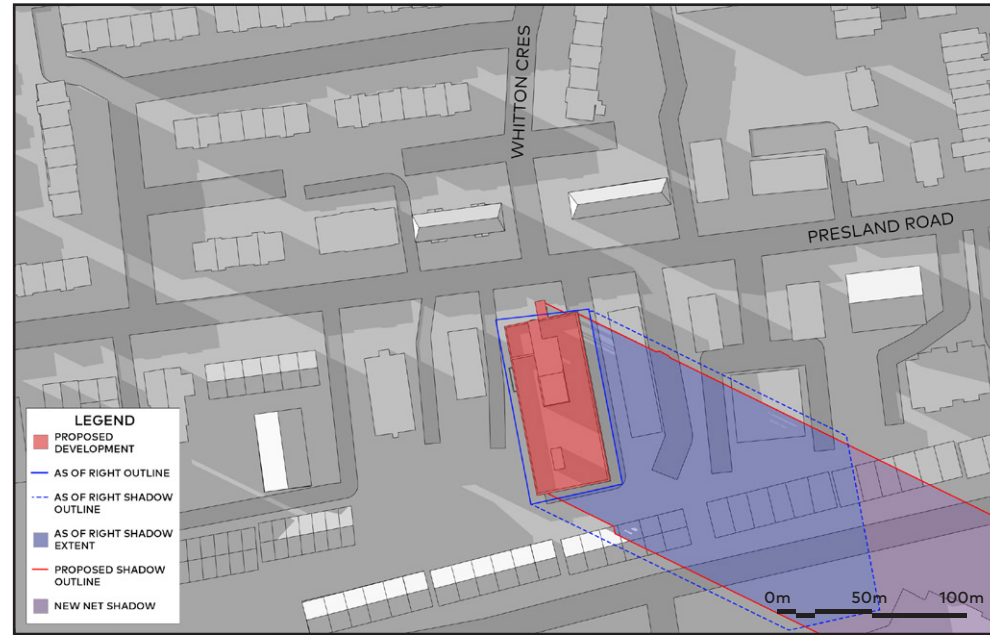 WHITTON CRES
PRESLAND ROAD
LEGEND
PROPOSED
DEVELOPMENT
AS OF RIGHT OUTLINE
AS OF RIGHT SHADOW
OUTLINE
AS OF RIGHT SHADOW
EXTENT
PROPOSED SHADOW
OUTLINE
NEW NET SHADOW
0m 50m 100m